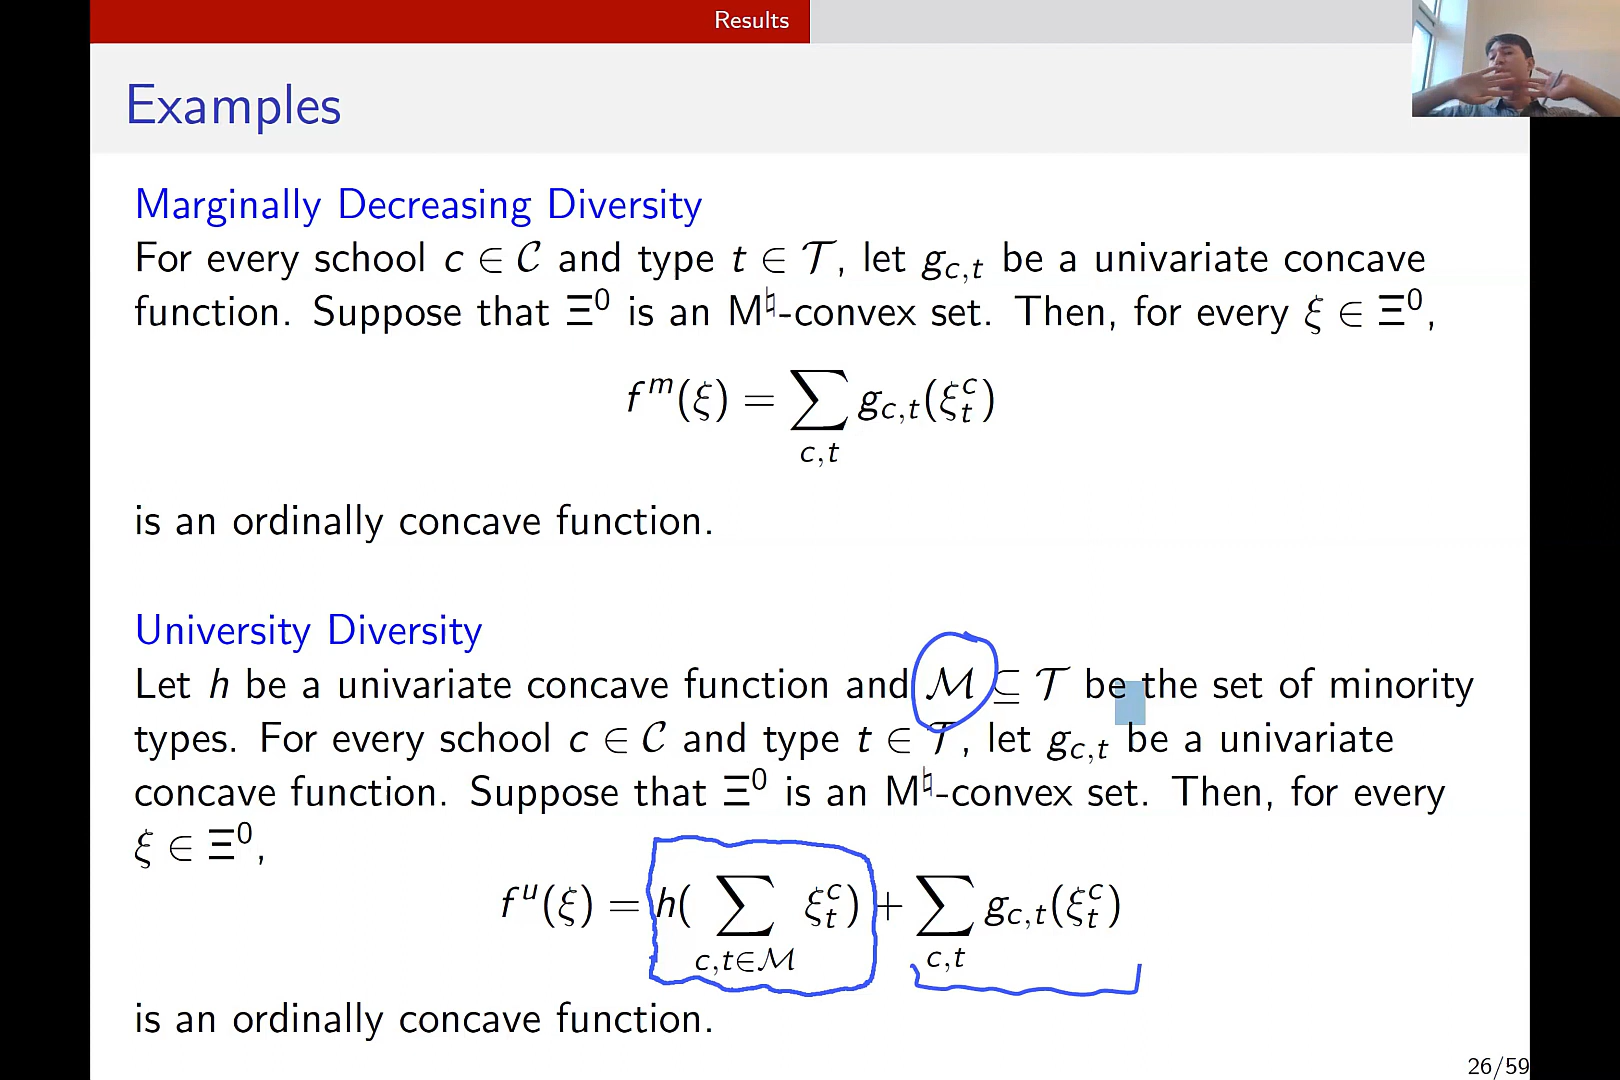 Results
Examples
Marginally Decreasing Diversity
For every school c ∈ 𝒞 and type t ∈ 𝒯, let g_{c,t} be a univariate concave
function. Suppose that Ξ⁰ is an M♮-convex set. Then, for every ξ ∈ Ξ⁰,
f^m(ξ) = ∑_{c,t} g_{c,t}(ξ_t^c)
is an ordinally concave function.
University Diversity
Let h be a univariate concave function and ℳ ⊆ 𝒯 be the set of minority
types. For every school c ∈ 𝒞 and type t ∈ 𝒯, let g_{c,t} be a univariate
concave function. Suppose that Ξ⁰ is an M♮-convex set. Then, for every
ξ ∈ Ξ⁰,
f^u(ξ) = h(∑_{c,t∈ℳ} ξ_t^c) + ∑_{c,t} g_{c,t}(ξ_t^c)
is an ordinally concave function.
26/59